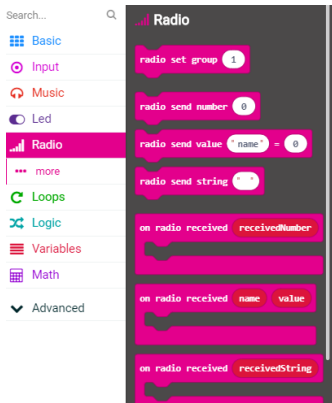 Search...
Basic
Input
Music
Led
Radio
more
Loops
Logic
Variables
Math
Advanced
Radio
radio set group 1
radio send number 0
radio send value "name" = 0
radio send string " "
on radio received receivedNumber
on radio received name value
on radio received receivedString